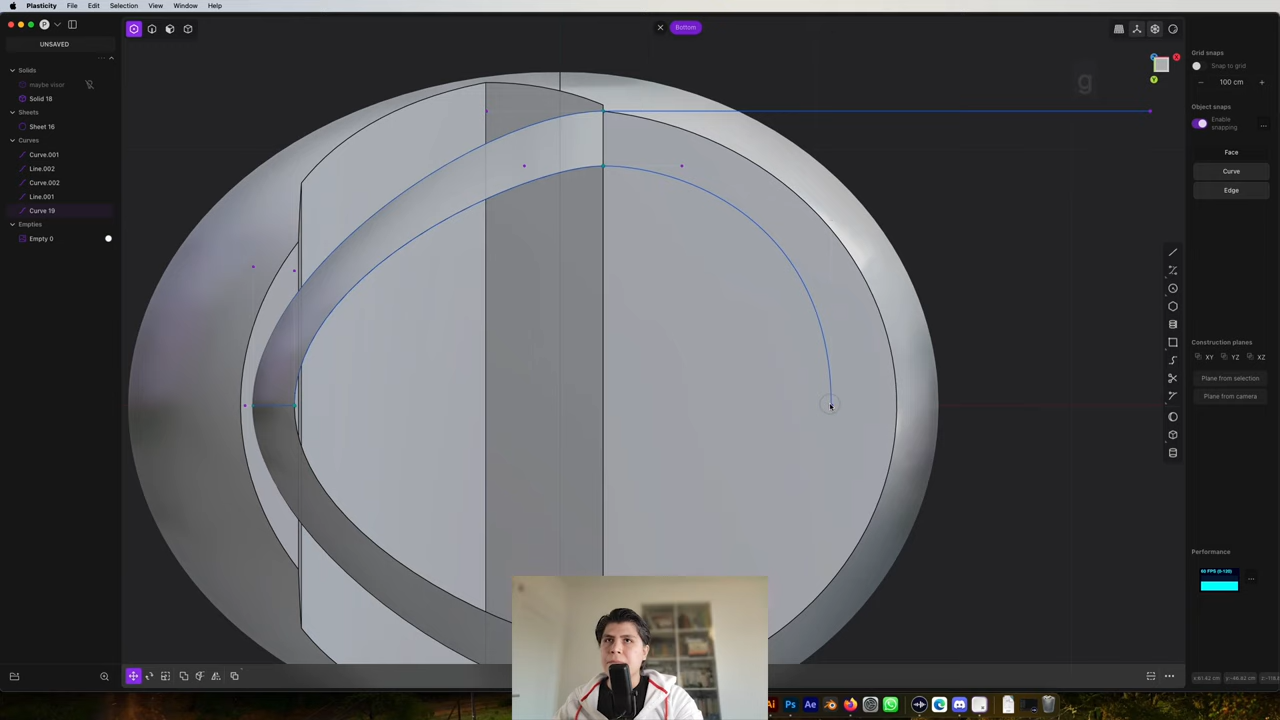 Plasticity File Edit Selection View Window Help
UNSAVED
Solids
maybe visor
Solid 18
Sheets
Sheet 16
Curves
Curve.001
Line.002
Curve.002
Line.001
Curve 19
Empties
Empty 0
Bottom
g
Grid snaps
Snap to grid
100 cm
Object snaps
Enable
snapping
Face
Curve
Edge
Construction planes
XY YZ XZ
Plane from selection
Plane from camera
Performance
Ai Ps Ae